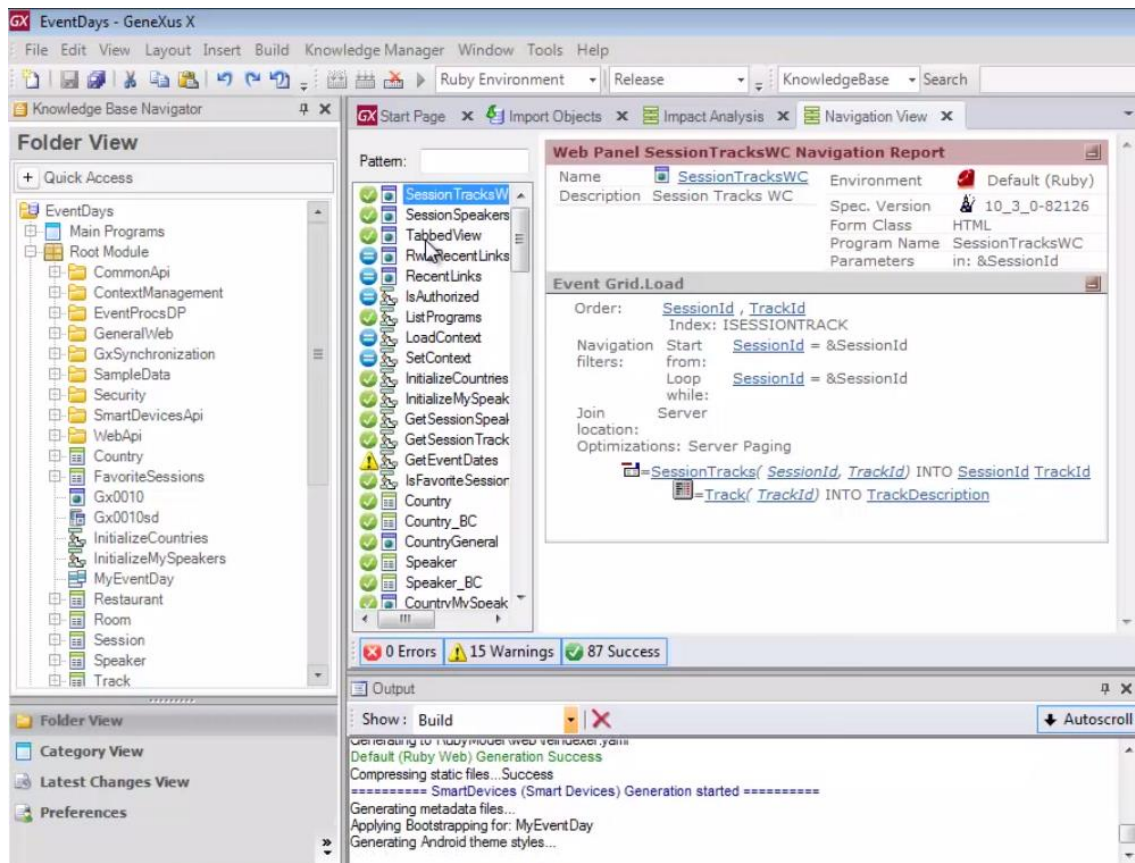 EventDays - GeneXus X
File Edit View Layout Insert Build Knowledge Manager Window Tools Help
Ruby Environment Release KnowledgeBase Search
Knowledge Base Navigator
Folder View
+ Quick Access
EventDays
Main Programs
Root Module
CommonApi
ContextManagement
EventProcsDP
GeneralWeb
GxSynchronization
SampleData
Security
SmartDevicesApi
WebApi
Country
FavoriteSessions
Gx0010
Gx0010sd
InitializeCountries
InitializeMySpeakers
MyEventDay
Restaurant
Room
Session
Speaker
Track
Folder View
Category View
Latest Changes View
Preferences
Start Page Import Objects Impact Analysis Navigation View
Pattern:
SessionTracksW
SessionSpeakers
TabbedView
RecentLinks
RecentLinks
IsAuthorized
ListPrograms
LoadContext
SetContext
InitializeCountries
InitializeMySpeak
GetSessionSpeak
GetSessionTrack
GetEventDates
IsFavoriteSession
Country
Country_BC
CountryGeneral
Speaker
Speaker_BC
CountryMySpeak
0 Errors 15 Warnings 87 Success
Web Panel SessionTracksWC Navigation Report
Name SessionTracksWC
Description Session Tracks WC
Environment Default (Ruby)
Spec. Version 10_3_0-82126
Form Class HTML
Program Name SessionTracksWC
Parameters in: &SessionId
Event Grid.Load
Order: SessionId , TrackId
Index: ISESSIONTRACK
Navigation filters: Start from: SessionId = &SessionId
Loop while: SessionId = &SessionId
Join location: Server
Optimizations: Server Paging
=SessionTracks( SessionId, TrackId) INTO SessionId TrackId
=Track( TrackId) INTO TrackDescription
Output
Show: Build Autoscroll
Generating to RubyModel\web\reindexer.yaml
Default (Ruby Web) Generation Success
Compressing static files...Success
========== SmartDevices (Smart Devices) Generation started ==========
Generating metadata files...
Applying Bootstrapping for: MyEventDay
Generating Android theme styles...